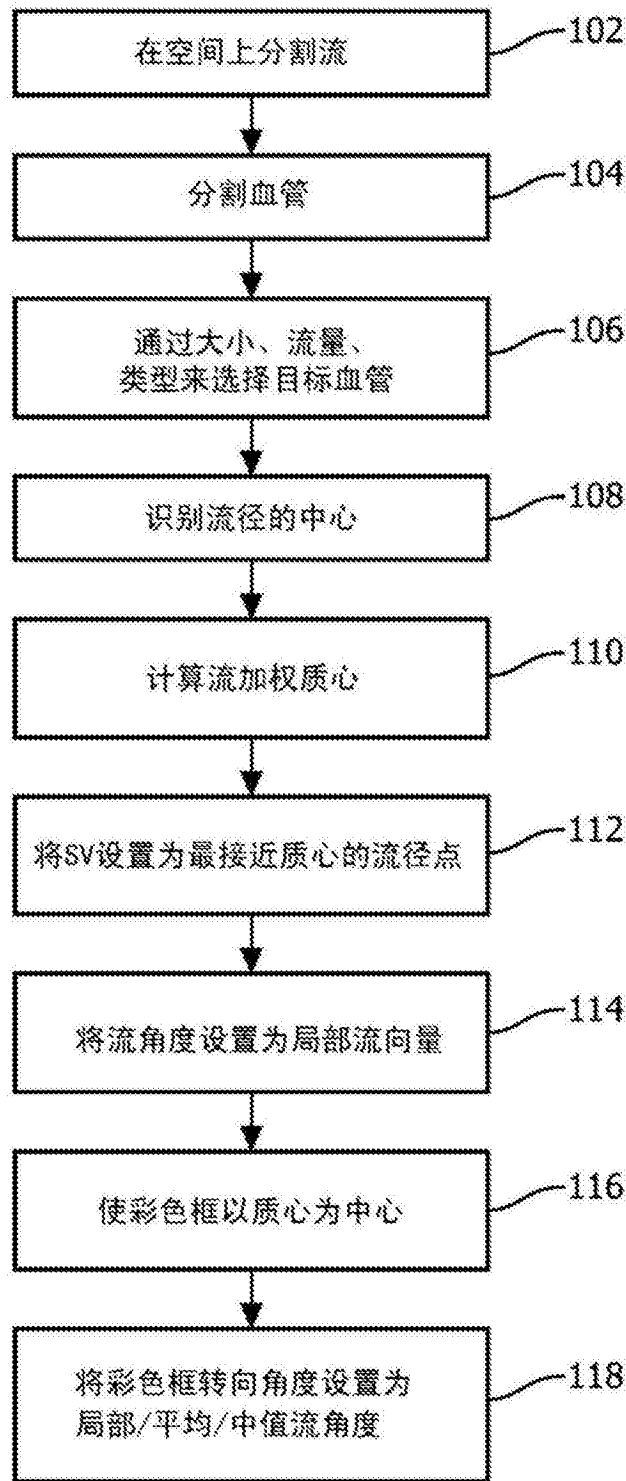 在空间上分割流
102
分割血管
104
通过大小、流量、
类型来选择目标血管
106
识别流径的中心
108
计算流加权质心
110
将SV设置为最接近质心的流径点
112
将流角度设置为局部流向量
114
使彩色框以质心为中心
116
将彩色框转向角度设置为
局部/平均/中值流角度
118